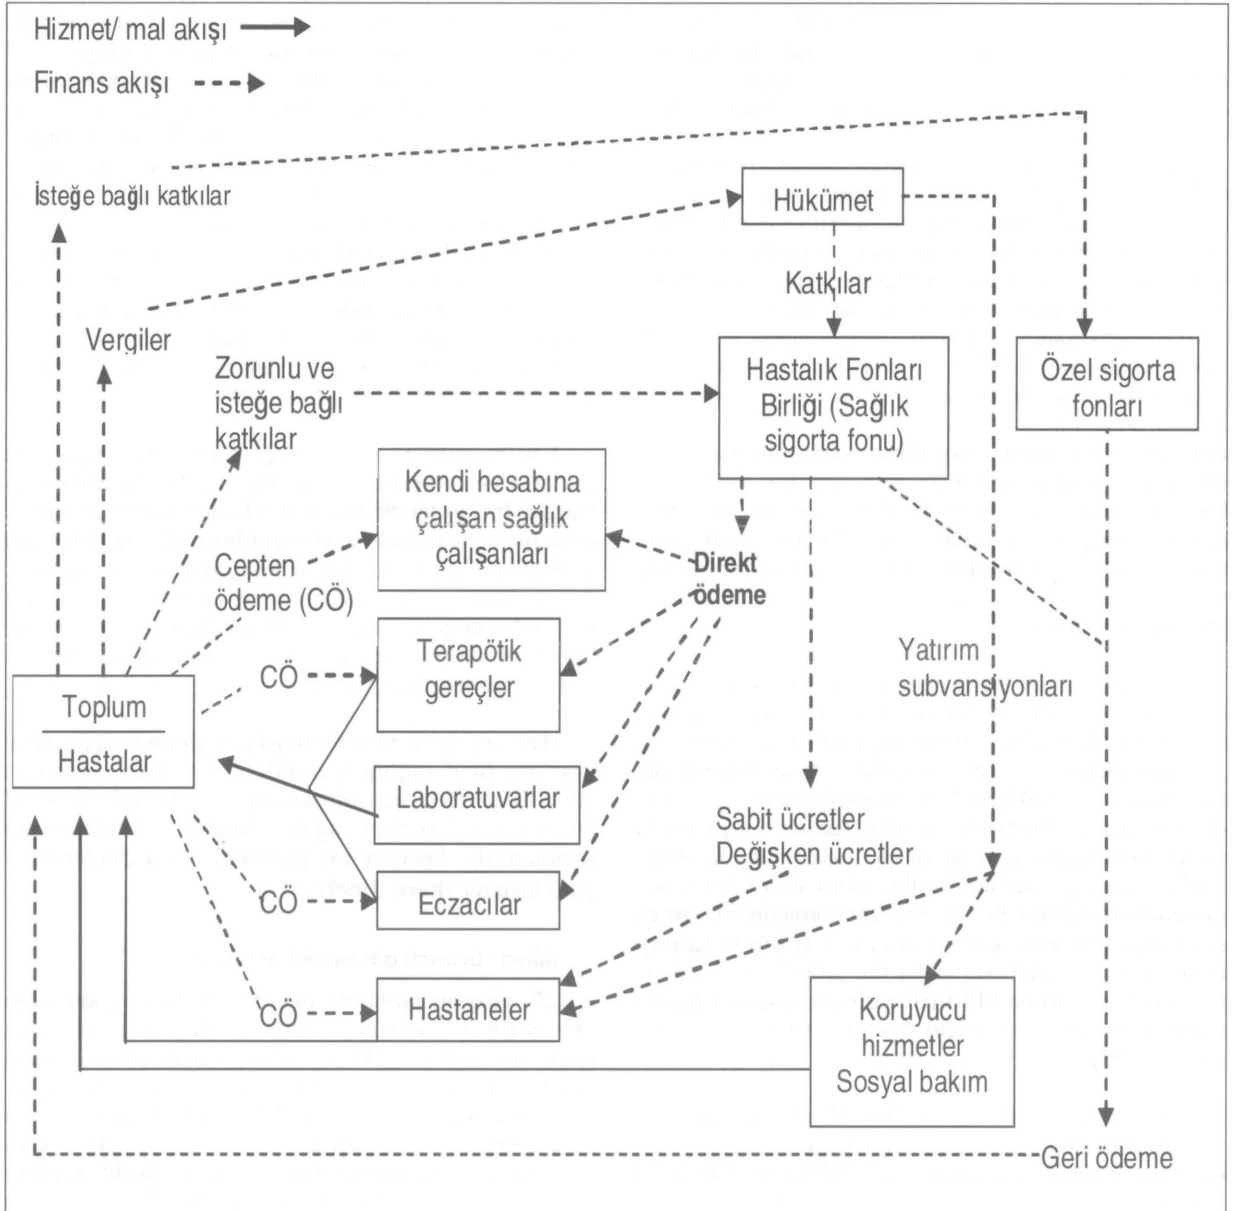 Hizmet/ mal akışı
Finans akışı
İsteğe bağlı katkılar
Hükümet
Katkılar
Vergiler
Zorunlu ve
isteğe bağlı
katkılar
Hastalık Fonları
Birliği (Sağlık
sigorta fonu)
Özel sigorta
fonları
Kendi hesabına
çalışan sağlık
çalışanları
Cepten
ödeme (CÖ)
Direkt
ödeme
CÖ
Terapötik
gereçler
Yatırım
subvansiyonları
Toplum
Hastalar
Laboratuvarlar
Sabit ücretler
Değişken ücretler
CÖ
Eczacılar
CÖ
Hastaneler
Koruyucu
hizmetler
Sosyal bakım
Geri ödeme